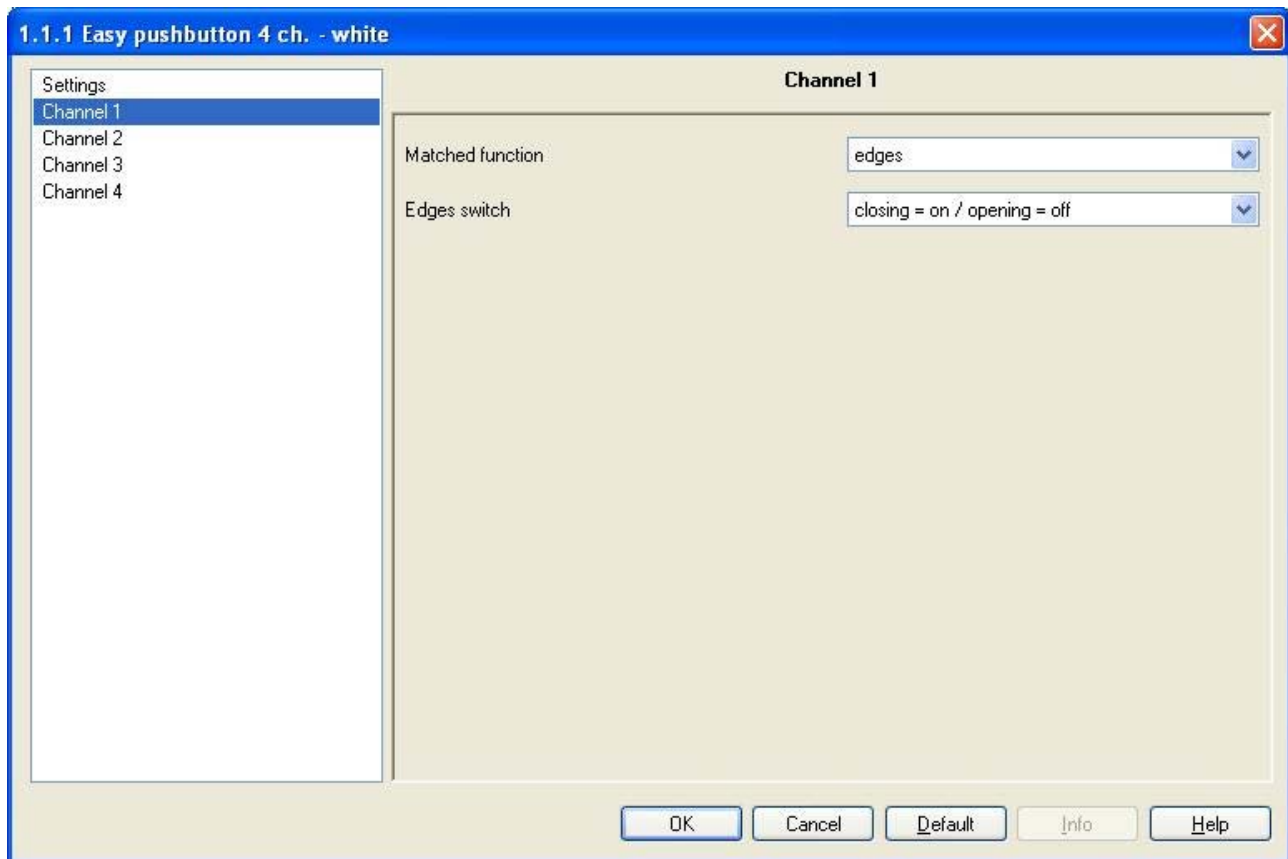 1.1.1 Easy pushbutton 4 ch. - white
Settings
Channel 1
Channel 2
Channel 3
Channel 4
Channel 1
Matched function
edges
Edges switch
closing = on / opening = off
OK
Cancel
Default
Info
Help